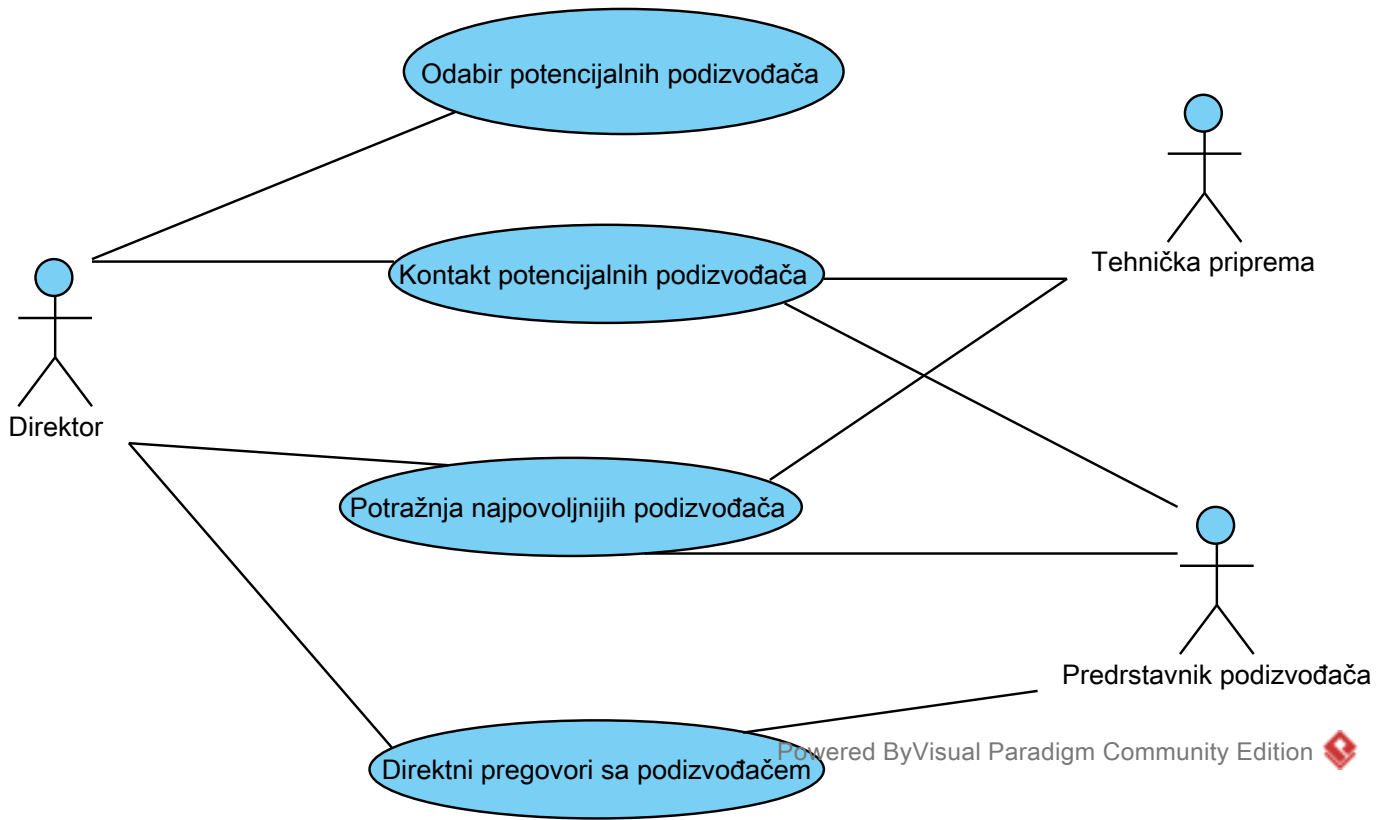 Odabir potencijalnih podizvođača
Tehnička priprema
Kontakt potencijalnih podizvođača
Direktor
Potražnja najpovoljnijih podizvođača
Predrstavnik podizvođača
Direktni pregovori sa podizvođačem
Powered ByVisual Paradigm Community Edition